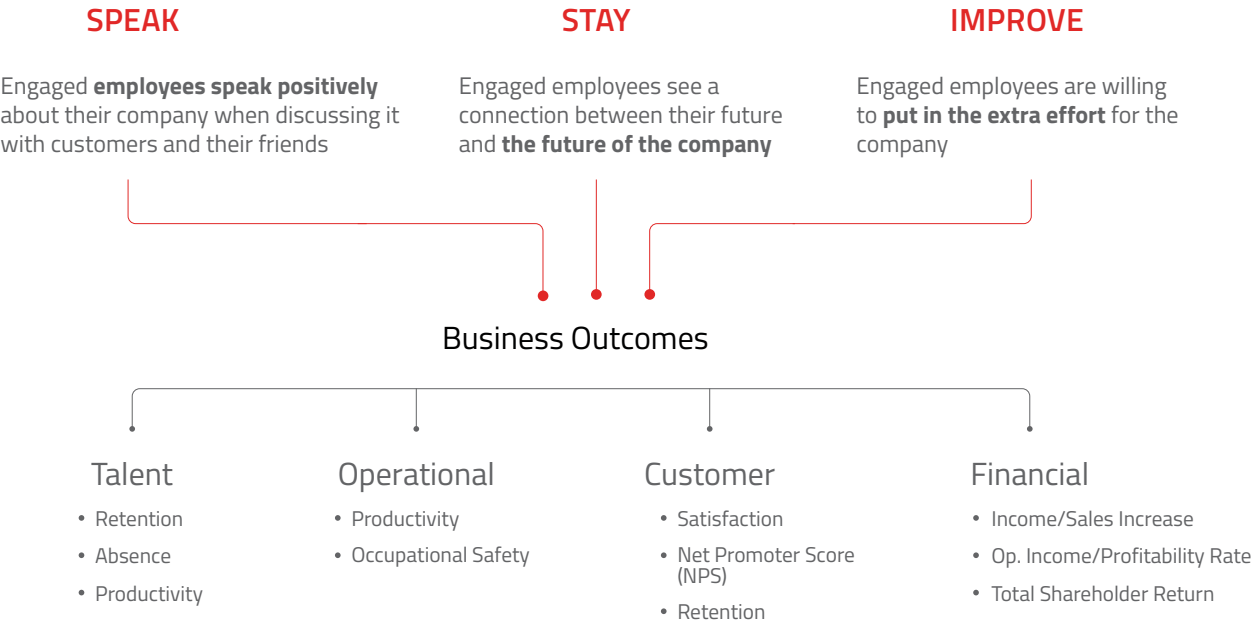 SPEAK
Engaged employees speak positively
about their company when discussing it
with customers and their friends
STAY
Engaged employees see a
connection between their future
and the future of the company
IMPROVE
Engaged employees are willing
to put in the extra effort for the
company
Business Outcomes
Talent
• Retention
• Absence
• Productivity
Operational
• Productivity
• Occupational Safety
Customer
• Satisfaction
• Net Promoter Score
(NPS)
• Retention
Financial
• Income/Sales Increase
• Op. Income/Profitability Rate
• Total Shareholder Return